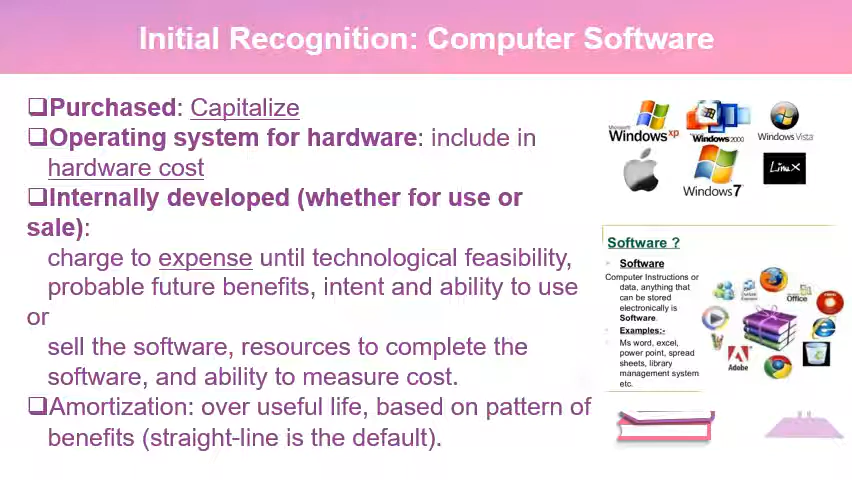 Initial Recognition: Computer Software
❑Purchased: Capitalize
❑Operating system for hardware: include in
hardware cost
❑Internally developed (whether for use or
sale):
charge to expense until technological feasibility,
probable future benefits, intent and ability to use
or
sell the software, resources to complete the
software, and ability to measure cost.
❑Amortization: over useful life, based on pattern of
benefits (straight-line is the default).
Microsoft
Windows xp
Windows 2000
Windows Vista
Windows 7
Linux
Software ?
Software
Computer Instructions or
data, anything that
can be stored
electronically is
Software.
Examples:-
Ms word, excel,
power point, spread
sheets, library
management system
etc.
Office
Adobe